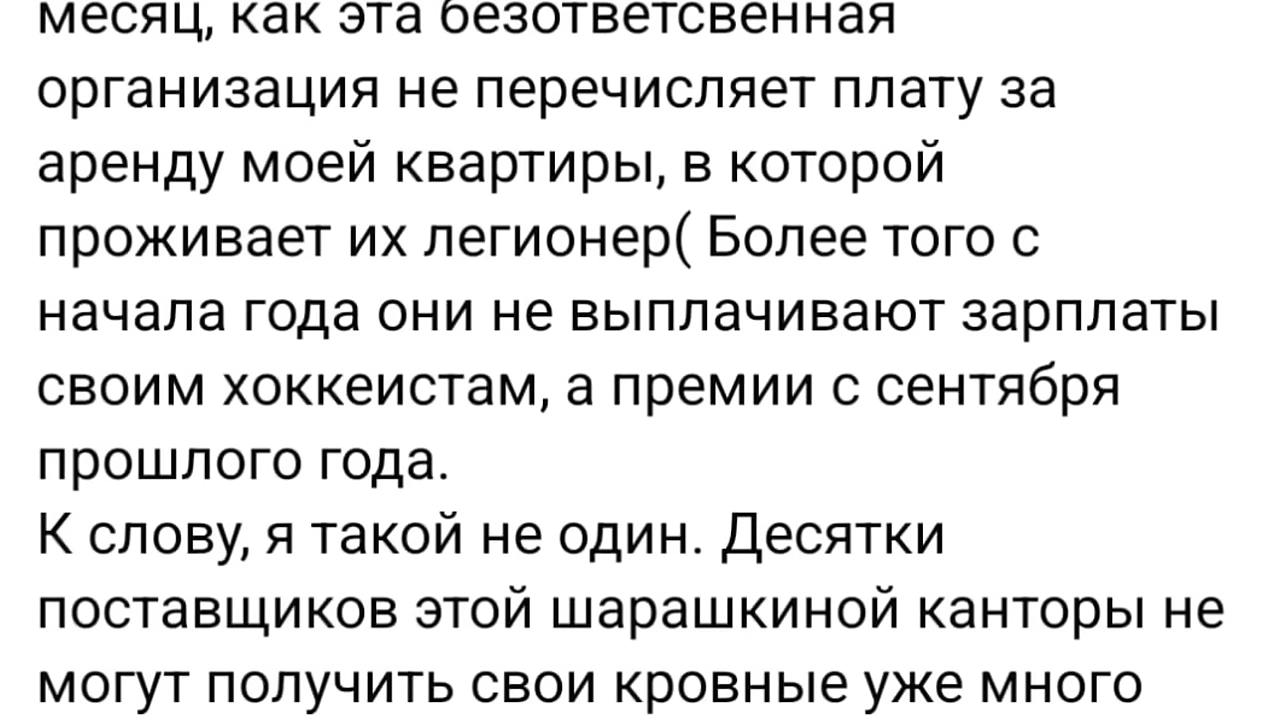 месяц, как эта безответсвенная
организация не перечисляет плату за
аренду моей квартиры, в которой
проживает их легионер( Более того с
начала года они не выплачивают зарплаты
своим хоккеистам, а премии с сентября
прошлого года.
К слову, я такой не один. Десятки
поставщиков этой шарашкиной канторы не
могут получить свои кровные уже много